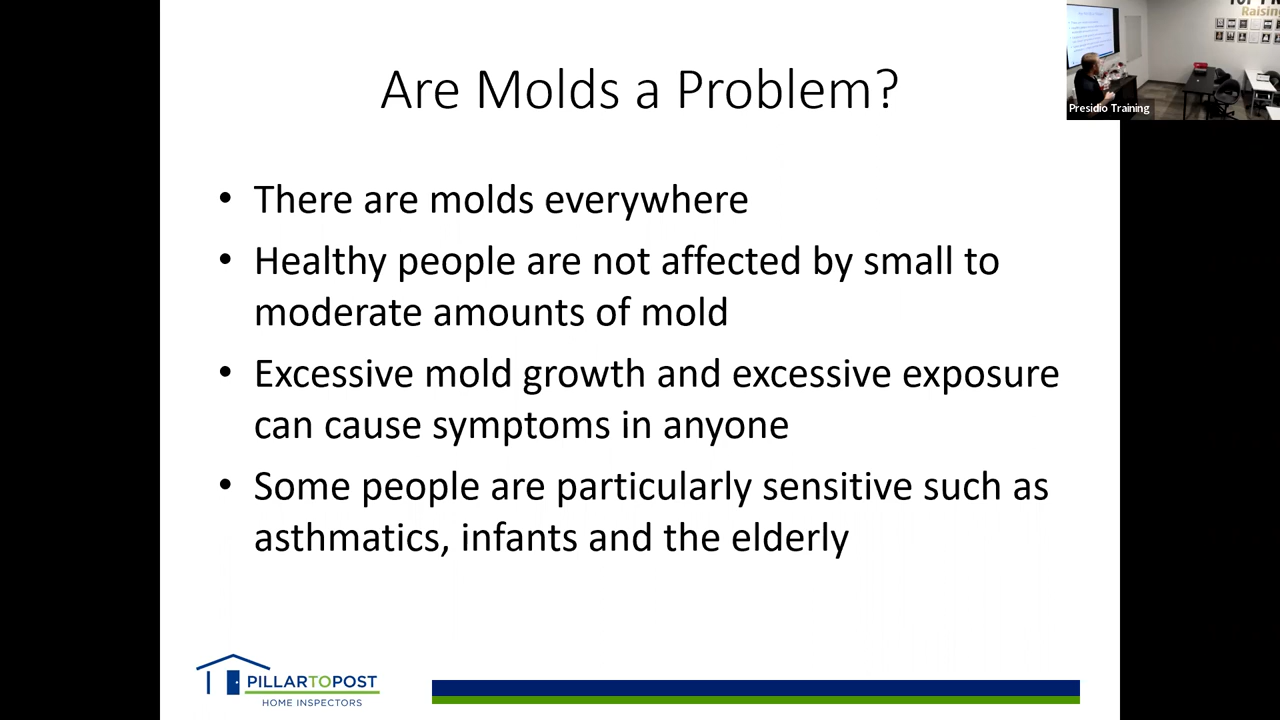 Are Molds a Problem?
Raising
Presidio Training
• There are molds everywhere
• Healthy people are not affected by small to
moderate amounts of mold
• Excessive mold growth and excessive exposure
can cause symptoms in anyone
• Some people are particularly sensitive such as
asthmatics, infants and the elderly
PILLARTOPOST
HOME INSPECTORS